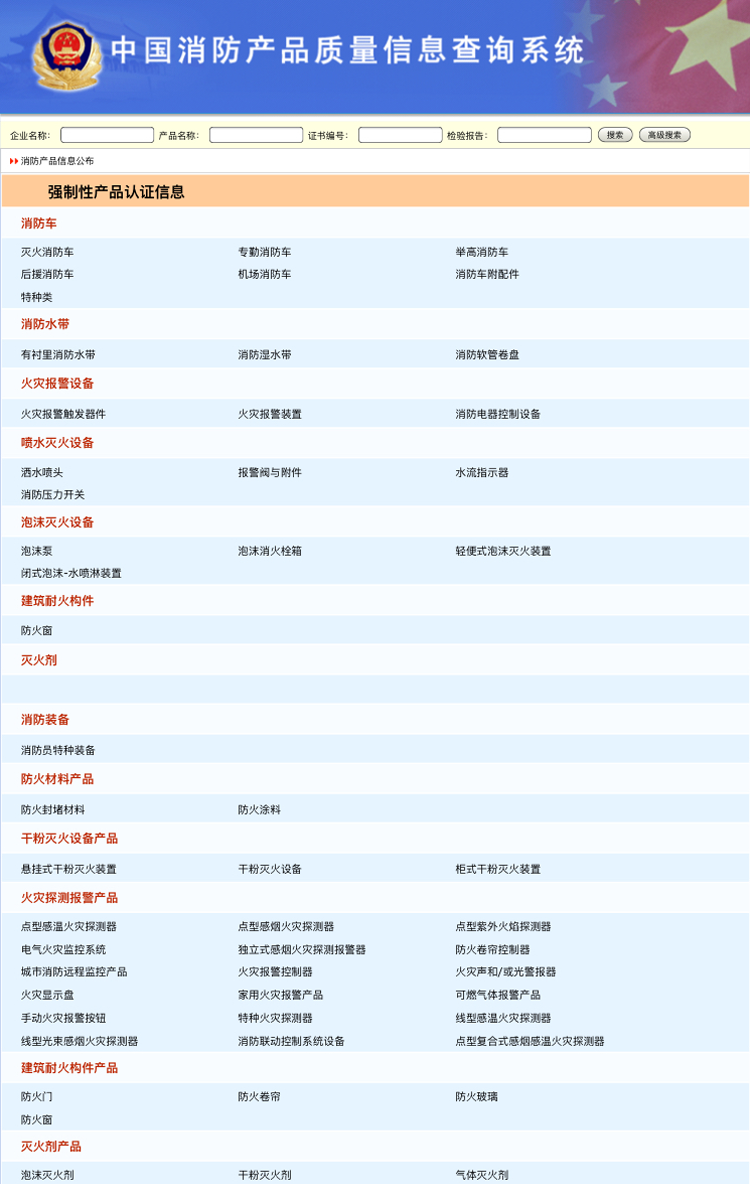 中国消防产品质量信息查询系统
企业名称： 产品名称： 证书编号： 检验报告： 搜索 高级搜索
消防产品信息公布
强制性产品认证信息
消防车
灭火消防车 专勤消防车 举高消防车
后援消防车 机场消防车 消防车附配件
特种类
消防水带
有衬里消防水带 消防湿水带 消防软管卷盘
火灾报警设备
火灾报警触发器件 火灾报警装置 消防电器控制设备
喷水灭火设备
洒水喷头 报警阀与附件 水流指示器
消防压力开关
泡沫灭火设备
泡沫泵 泡沫消火栓箱 轻便式泡沫灭火装置
闭式泡沫-水喷淋装置
建筑耐火构件
防火窗
灭火剂
消防装备
消防员特种装备
防火材料产品
防火封堵材料 防火涂料
干粉灭火设备产品
悬挂式干粉灭火装置 干粉灭火设备 柜式干粉灭火装置
火灾探测报警产品
点型感温火灾探测器 点型感烟火灾探测器 点型紫外火焰探测器
电气火灾监控系统 独立式感烟火灾探测报警器 防火卷帘控制器
城市消防远程监控产品 火灾报警控制器 火灾声和/或光警报器
火灾显示盘 家用火灾报警产品 可燃气体报警产品
手动火灾报警按钮 特种火灾探测器 线型感温火灾探测器
线型光束感烟火灾探测器 消防联动控制系统设备 点型复合式感烟感温火灾探测器
建筑耐火构件产品
防火门 防火卷帘 防火玻璃
防火窗
灭火剂产品
泡沫灭火剂 干粉灭火剂 气体灭火剂